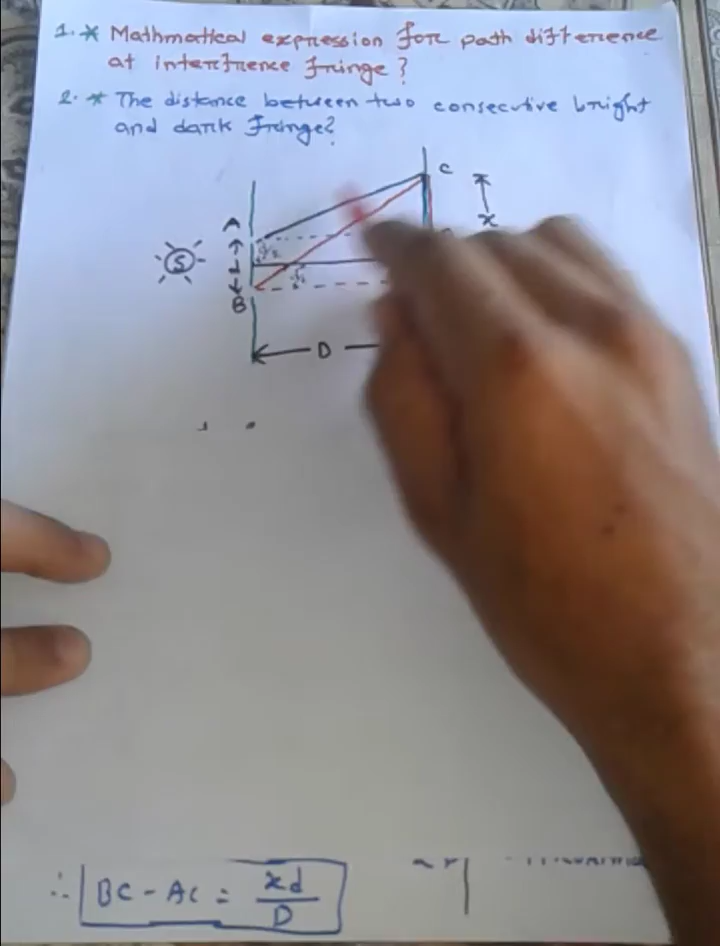 1. * Mathmatical expression for path difference
at interfrence fringe?
2. * The distance between two consecutive bright
and dark fringe?
C
A
x
S
d
B
D
∴ BC - AC = xd/D